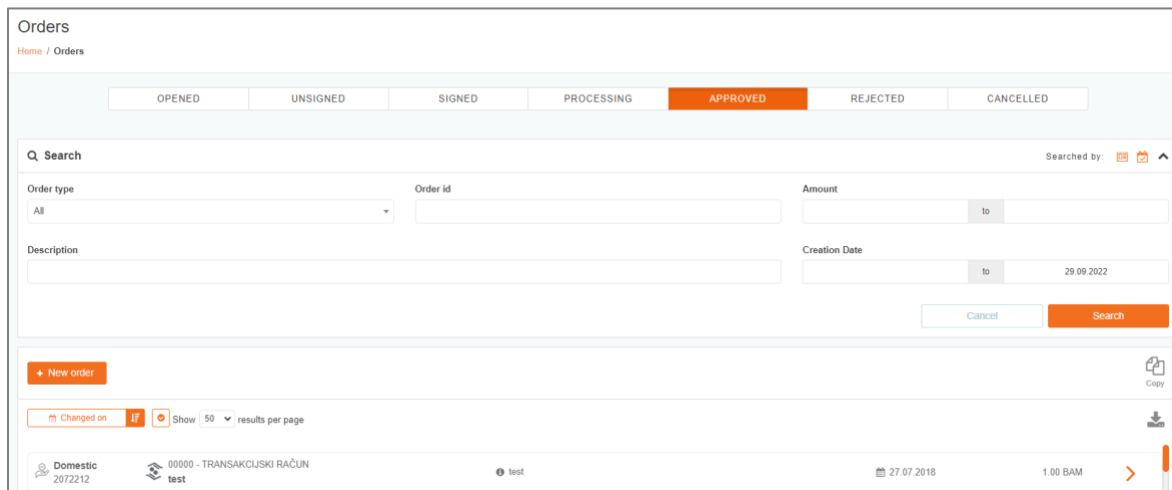 Orders
Home / Orders
OPENED UNSIGNED SIGNED PROCESSING APPROVED REJECTED CANCELLED
Search Searched by:
Order type Order id Amount
All to
Description Creation Date
to 29.09.2022
Cancel Search
+ New order Copy
Changed on Show 50 results per page
Domestic 00000 - TRANSAKCIJSKI RAČUN test 27.07.2018 1.00 BAM
2072212 test